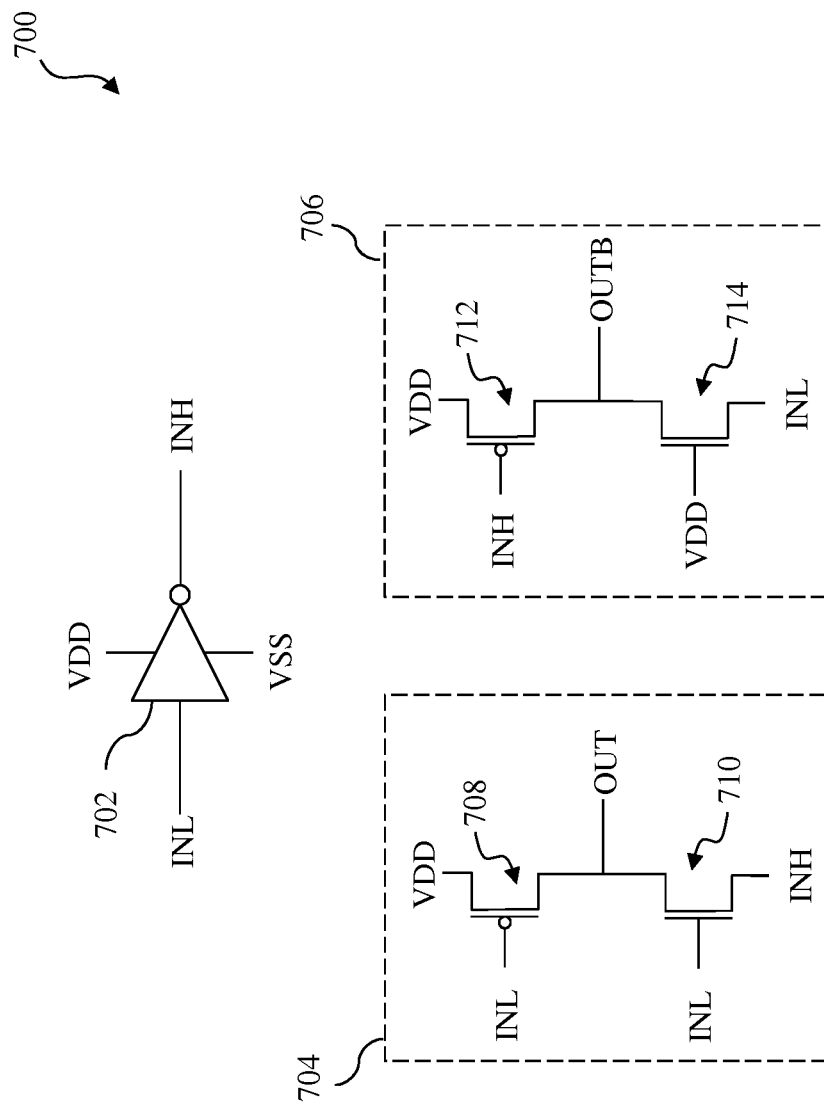 700
VDD
INL
INH
VSS
702
704
VDD
708
INL
OUT
710
INL
INH
706
VDD
712
INH
OUTB
714
VDD
INL